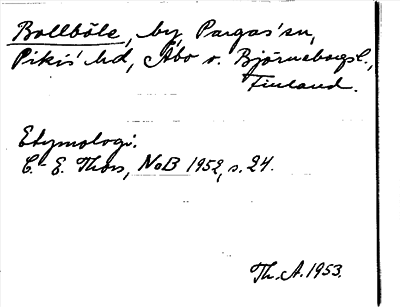 Bollböle, by, Pargas sn,
Pikis hd, Åbo o. Björneborgs l.,
Finland.
Etymologi:
C.-E. Thors, NoB 1952, s. 24.
Th. A. 1953.